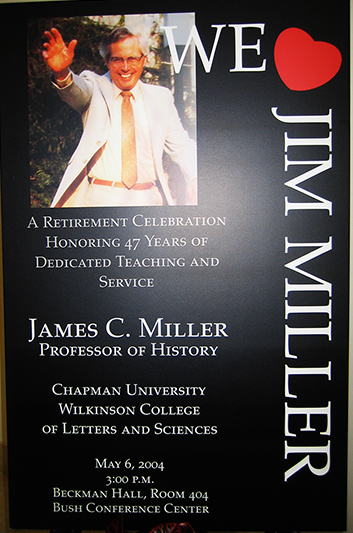 WE
JIM MILLER
A Retirement Celebration
Honoring 47 Years of
Dedicated Teaching and
Service
James C. Miller
Professor of History
Chapman University
Wilkinson College
of Letters and Sciences
May 6, 2004
3:00 p.m.
Beckman Hall, Room 404
Bush Conference Center